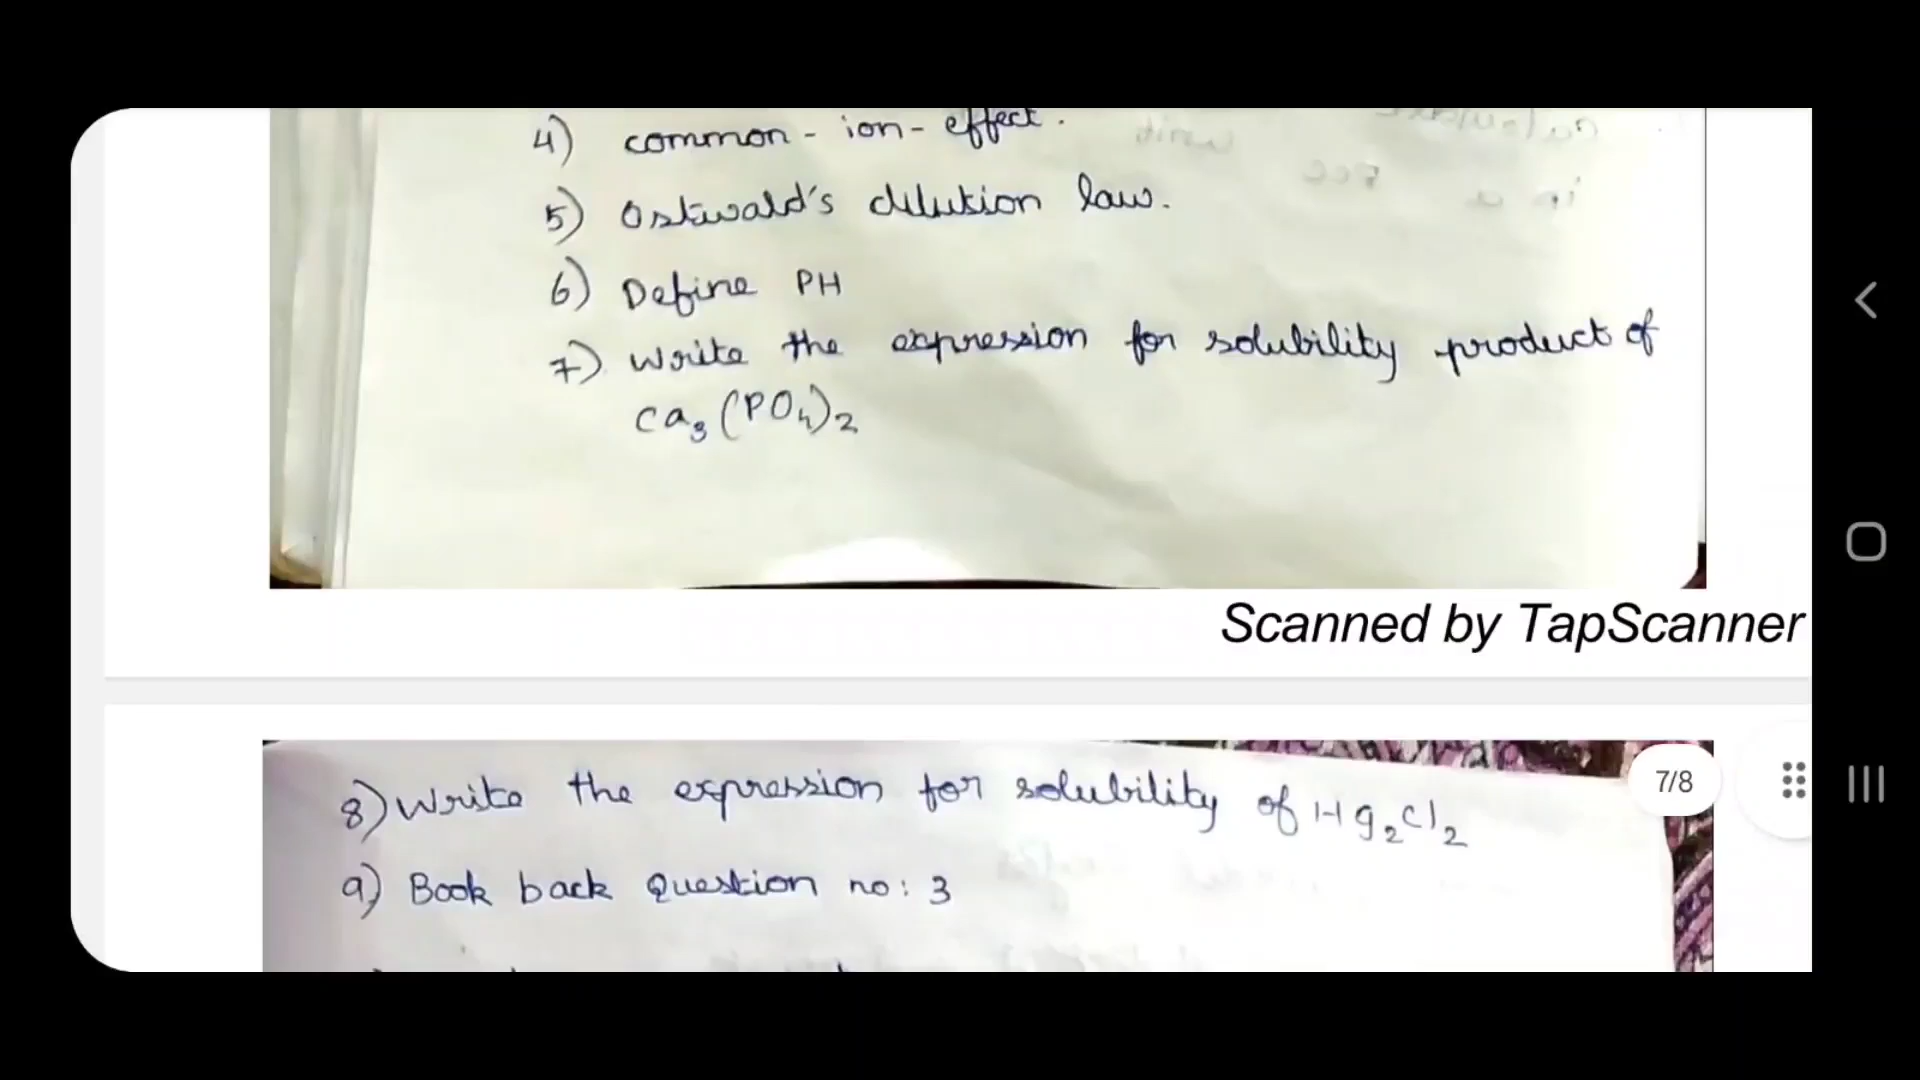 4) common - ion - effect.
5) Ostwald's dilution law.
6) Define PH
7) Write the expression for solubility product of
Ca3(PO4)2
Scanned by TapScanner
8) Write the expression for solubility of Hg2Cl2
7/8
9) Book back Question no: 3